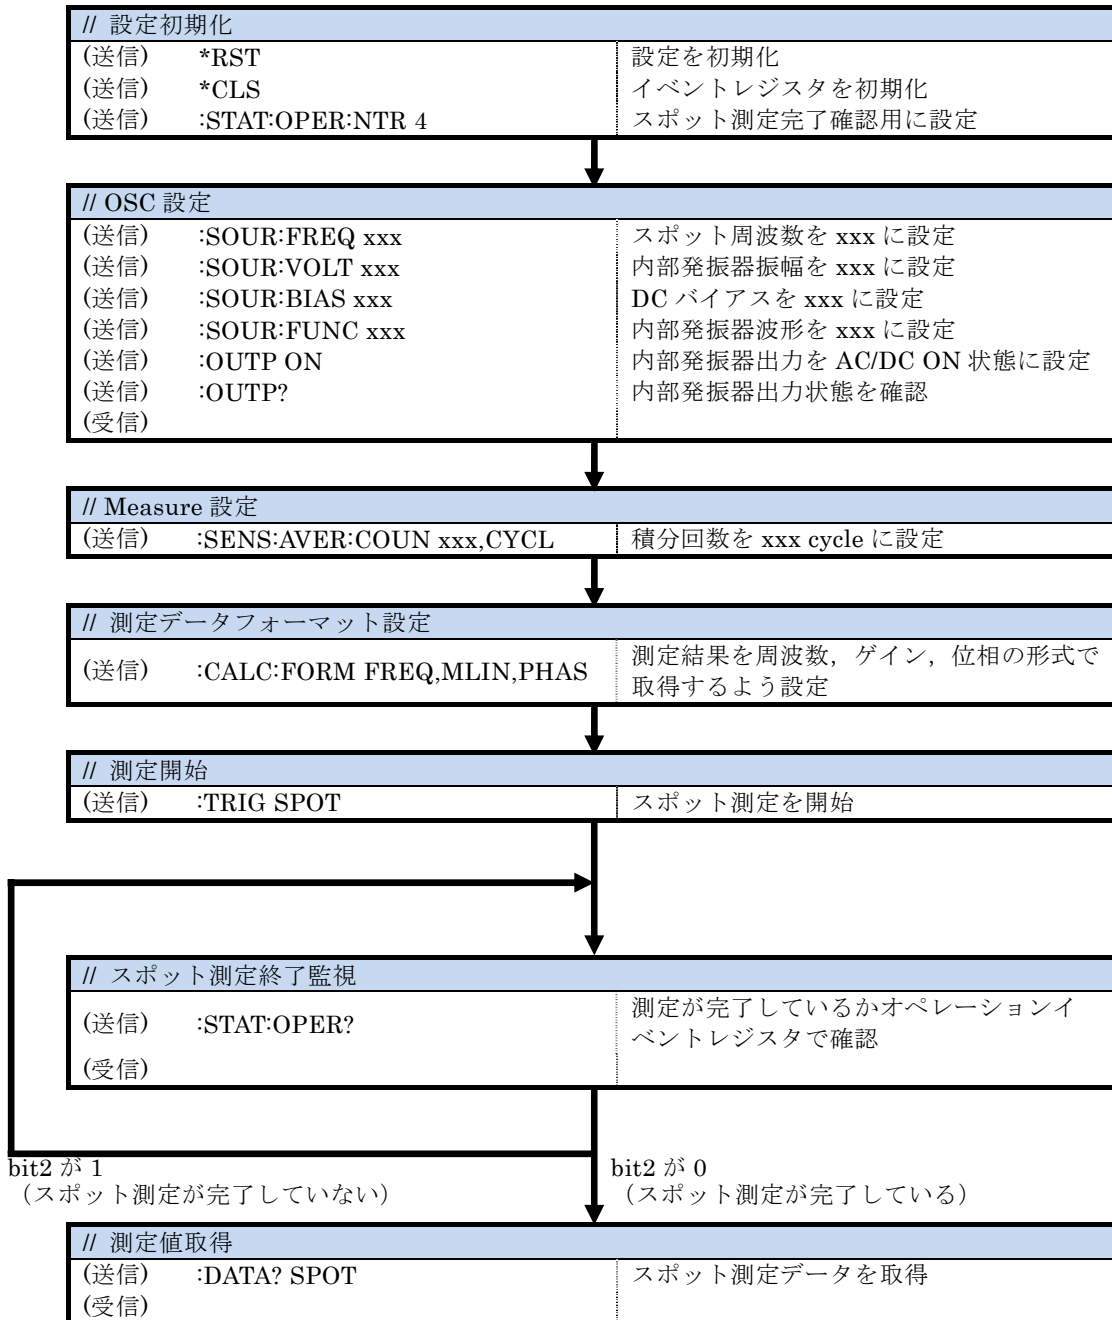 // 設定初期化
(送信) *RST 設定を初期化
(送信) *CLS イベントレジスタを初期化
(送信) :STAT:OPER:NTR 4 スポット測定完了確認用に設定
// OSC 設定
(送信) :SOUR:FREQ xxx スポット周波数を xxx に設定
(送信) :SOUR:VOLT xxx 内部発振器振幅を xxx に設定
(送信) :SOUR:BIAS xxx DC バイアスを xxx に設定
(送信) :SOUR:FUNC xxx 内部発振器波形を xxx に設定
(送信) :OUTP ON 内部発振器出力を AC/DC ON 状態に設定
(送信) :OUTP? 内部発振器出力状態を確認
(受信)
// Measure 設定
(送信) :SENS:AVER:COUN xxx,CYCL 積分回数を xxx cycle に設定
// 測定データフォーマット設定
(送信) :CALC:FORM FREQ,MLIN,PHAS 測定結果を周波数，ゲイン，位相の形式で
取得するよう設定
// 測定開始
(送信) :TRIG SPOT スポット測定を開始
// スポット測定終了監視
(送信) :STAT:OPER? 測定が完了しているかオペレーションイ
ベントレジスタで確認
(受信)
bit2 が 1
（スポット測定が完了していない）
bit2 が 0
（スポット測定が完了している）
// 測定値取得
(送信) :DATA? SPOT スポット測定データを取得
(受信)